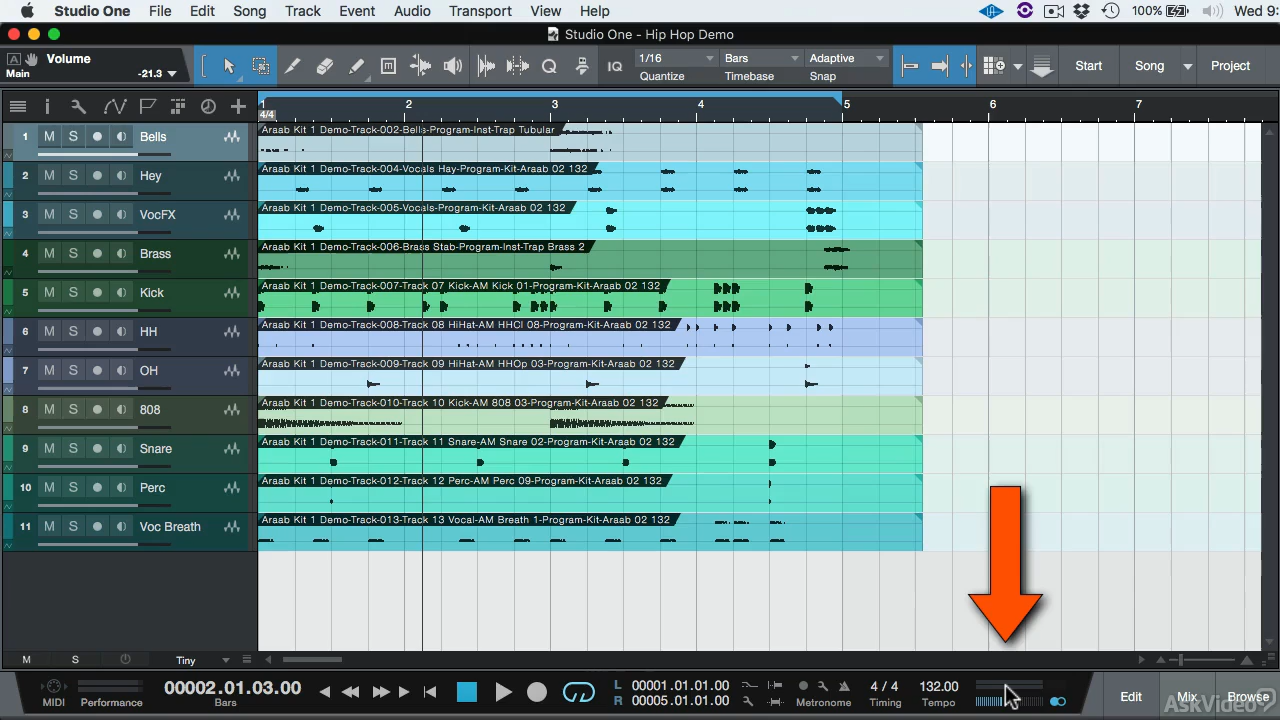 Studio One File Edit Song Track Event Audio Transport View Help 100% Wed 9:
Studio One - Hip Hop Demo
A Volume
Main -21.3
IQ 1/16 Bars Adaptive Start Song Project
Quantize Timebase Snap
1 2 3 4 5 6 7
4/4
1 M S Bells
Araab Kit 1 Demo-Track-002-Bells-Program-Inst-Trap Tubular
2 M S Hey
Araab Kit 1 Demo-Track-004-Vocals Hay-Program-Kit-Araab 02 132
3 M S VocFX
Araab Kit 1 Demo-Track-005-Vocals-Program-Kit-Araab 02 132
4 M S Brass
Araab Kit 1 Demo-Track-006-Brass Stab-Program-Inst-Trap Brass 2
5 M S Kick
Araab Kit 1 Demo-Track-007-Track 07 Kick-AM Kick 01-Program-Kit-Araab 02 132
6 M S HH
Araab Kit 1 Demo-Track-008-Track 08 HiHat-AM HHCl 08-Program-Kit-Araab 02 132
7 M S OH
Araab Kit 1 Demo-Track-009-Track 09 HiHat-AM HHOp 03-Program-Kit-Araab 02 132
8 M S 808
Araab Kit 1 Demo-Track-010-Track 10 Kick-AM 808 03-Program-Kit-Araab 02 132
9 M S Snare
Araab Kit 1 Demo-Track-011-Track 11 Snare-AM Snare 02-Program-Kit-Araab 02 132
10 M S Perc
Araab Kit 1 Demo-Track-012-Track 12 Perc-AM Perc 09-Program-Kit-Araab 02 132
11 M S Voc Breath
Araab Kit 1 Demo-Track-013-Track 13 Vocal-AM Breath 1-Program-Kit-Araab 02 132
M S Tiny
MIDI Performance
00002.01.03.00
Bars
L 00001.01.01.00
R 00005.01.01.00
Metronome
4 / 4
Timing
132.00
Tempo
Edit Mix Browse
AskVideo